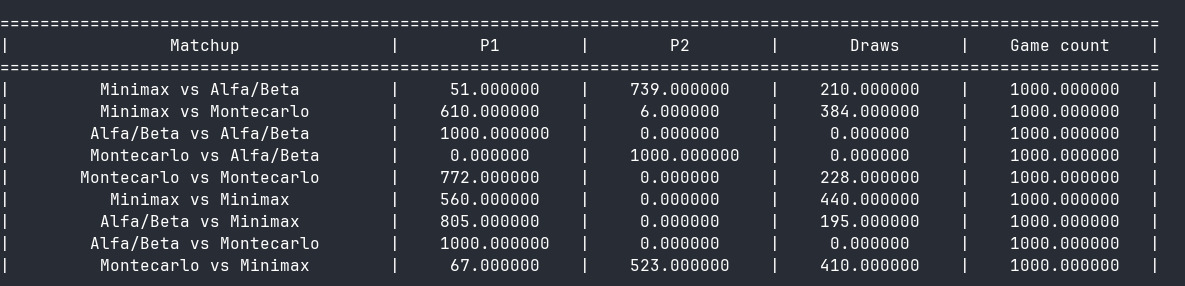 ====================================================================================================================
| Matchup | P1 | P2 | Draws | Game count |
====================================================================================================================
| Minimax vs Alfa/Beta | 51.000000 | 739.000000 | 210.000000 | 1000.000000 |
| Minimax vs Montecarlo | 610.000000 | 6.000000 | 384.000000 | 1000.000000 |
| Alfa/Beta vs Alfa/Beta | 1000.000000 | 0.000000 | 0.000000 | 1000.000000 |
| Montecarlo vs Alfa/Beta | 0.000000 | 1000.000000 | 0.000000 | 1000.000000 |
| Montecarlo vs Montecarlo | 772.000000 | 0.000000 | 228.000000 | 1000.000000 |
| Minimax vs Minimax | 560.000000 | 0.000000 | 440.000000 | 1000.000000 |
| Alfa/Beta vs Minimax | 805.000000 | 0.000000 | 195.000000 | 1000.000000 |
| Alfa/Beta vs Montecarlo | 1000.000000 | 0.000000 | 0.000000 | 1000.000000 |
| Montecarlo vs Minimax | 67.000000 | 523.000000 | 410.000000 | 1000.000000 |